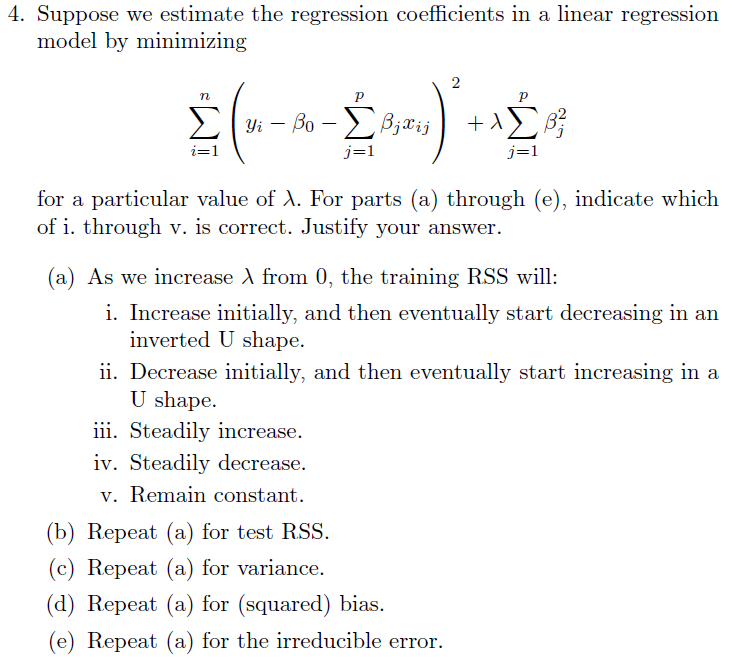 4. Suppose we estimate the regression coefficients in a linear regression
model by minimizing
$$\sum_{i=1}^{n}\left(y_i - \beta_0 - \sum_{j=1}^{p}\beta_j x_{ij}\right)^2 + \lambda\sum_{j=1}^{p}\beta_j^2$$
for a particular value of λ. For parts (a) through (e), indicate which
of i. through v. is correct. Justify your answer.
(a) As we increase λ from 0, the training RSS will:
i. Increase initially, and then eventually start decreasing in an
inverted U shape.
ii. Decrease initially, and then eventually start increasing in a
U shape.
iii. Steadily increase.
iv. Steadily decrease.
v. Remain constant.
(b) Repeat (a) for test RSS.
(c) Repeat (a) for variance.
(d) Repeat (a) for (squared) bias.
(e) Repeat (a) for the irreducible error.